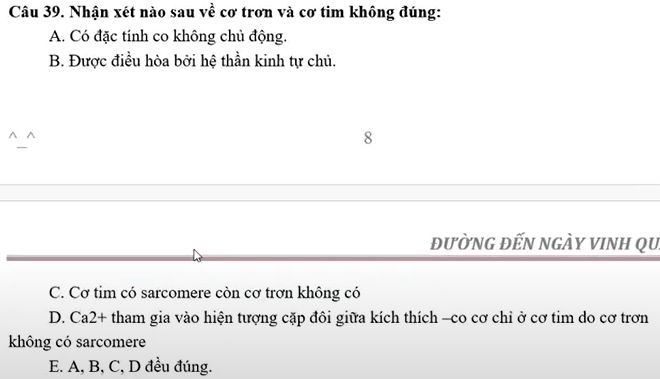 Câu 39. Nhận xét nào sau về cơ trơn và cơ tim không đúng:
A. Có đặc tính co không chủ động.
B. Được điều hòa bởi hệ thần kinh tự chủ.
^_^
8
ĐƯỜNG ĐẾN NGÀY VINH QU
C. Cơ tim có sarcomere còn cơ trơn không có
D. Ca2+ tham gia vào hiện tượng cặp đôi giữa kích thích –co cơ chỉ ở cơ tim do cơ trơn
không có sarcomere
E. A, B, C, D đều đúng.